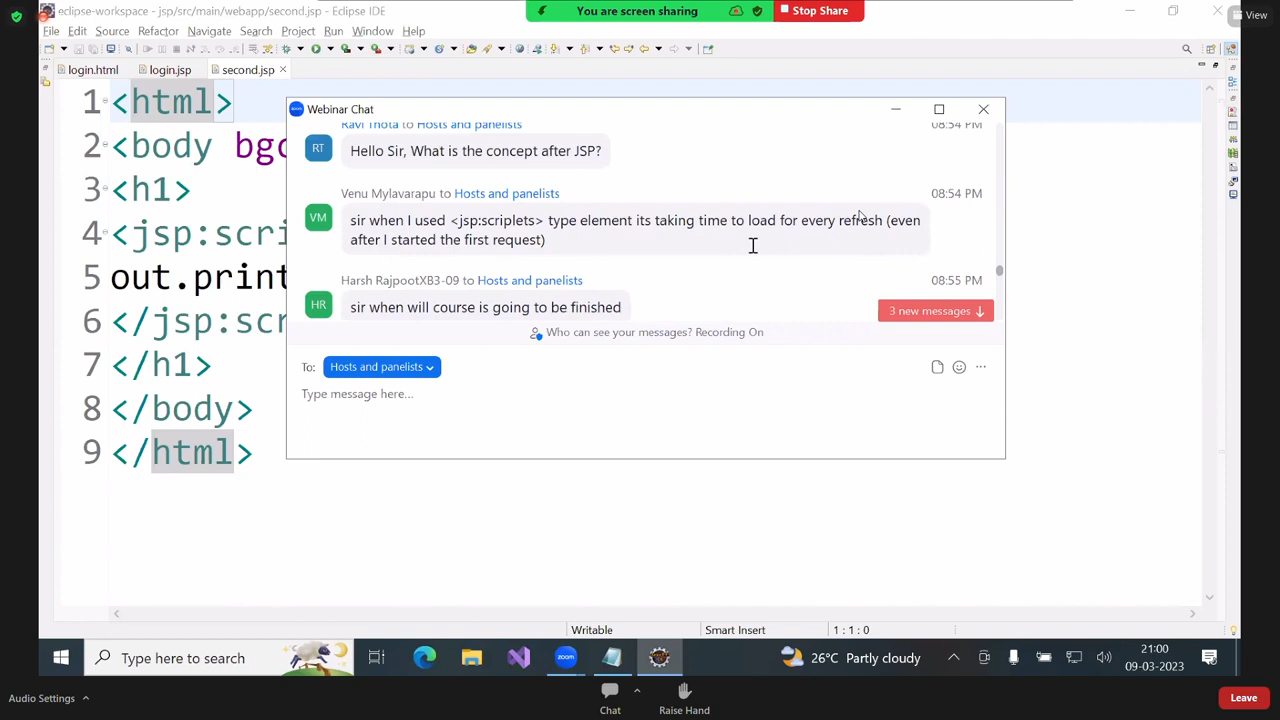 eclipse-workspace - jsp/src/main/webapp/second.jsp - Eclipse IDE
You are screen sharing
Stop Share
View
File Edit Source Refactor Navigate Search Project Run Window Help
login.html
login.jsp
second.jsp
1 <html>
2 <body bgc
3 <h1>
4 <jsp:scri
5 out.print
6 </jsp:scr
7 </h1>
8 </body>
9 </html>
Webinar Chat
Ravi Thota to Hosts and panelists 08:54 PM
RT
Hello Sir, What is the concept after JSP?
Venu Mylavarapu to Hosts and panelists 08:54 PM
VM
sir when I used <jsp:scriplets> type element its taking time to load for every refresh (even
after I started the first request)
Harsh RajpootXB3-09 to Hosts and panelists 08:55 PM
HR
sir when will course is going to be finished
3 new messages
Who can see your messages? Recording On
To: Hosts and panelists
Type message here...
Writable Smart Insert 1 : 1 : 0
Type here to search
zoom
26°C Partly cloudy
21:00
09-03-2023
Audio Settings
Chat
Raise Hand
Leave